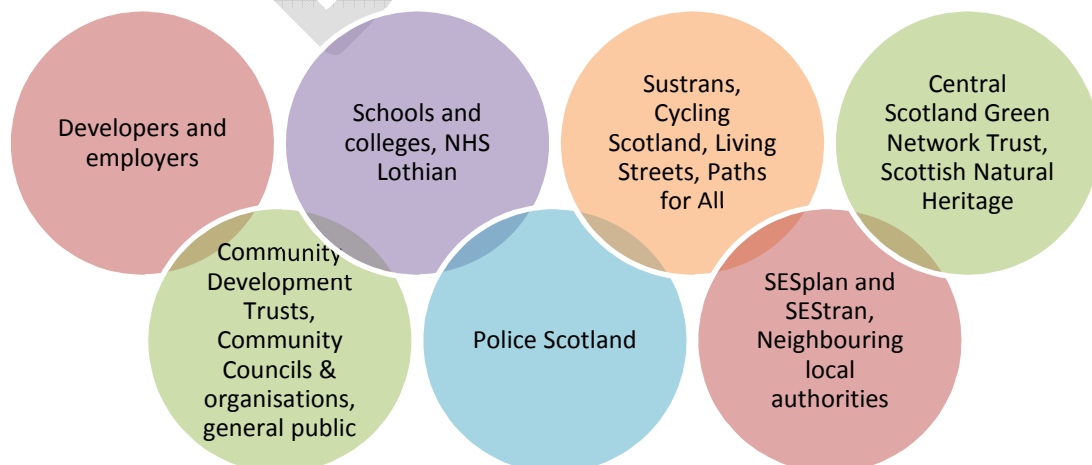 Developers and
employers
Schools and
colleges, NHS
Lothian
Sustrans,
Cycling
Scotland, Living
Streets, Paths
for All
Central
Scotland Green
Network Trust,
Scottish Natural
Heritage
Community
Development
Trusts,
Community
Councils &
organisations,
general public
Police Scotland
SESplan and
SEStran,
Neighbouring
local
authorities